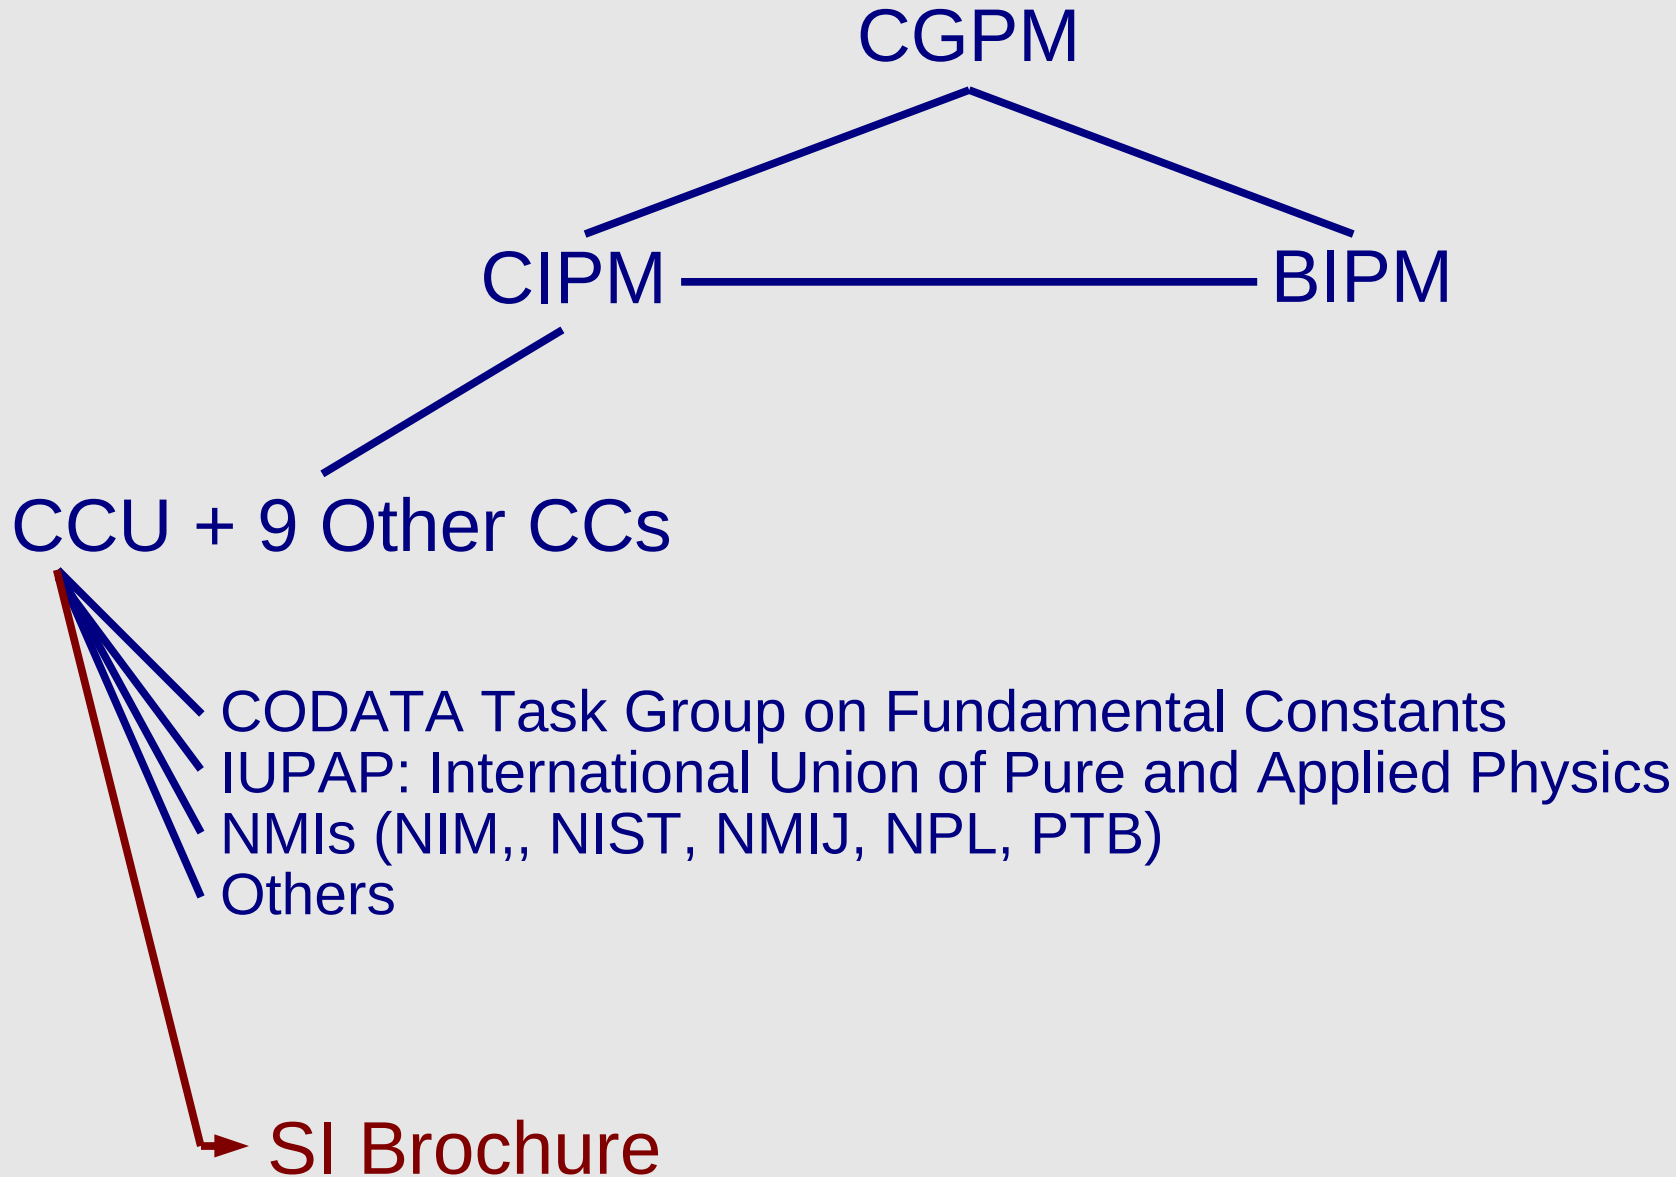 CGPM
CIPM
BIPM
CCU + 9 Other CCs
CODATA Task Group on Fundamental Constants
IUPAP: International Union of Pure and Applied Physics
NMIs (NIM,, NIST, NMIJ, NPL, PTB)
Others
SI Brochure